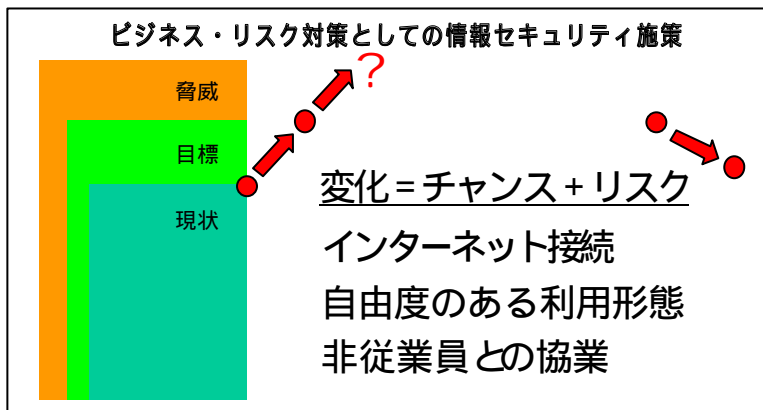 ビジネス・リスク対策としての情報セキュリティ施策
脅威
?
目標
現状
変化=チャンス+リスク
インターネット接続
自由度のある利用形態
非従業員との協業